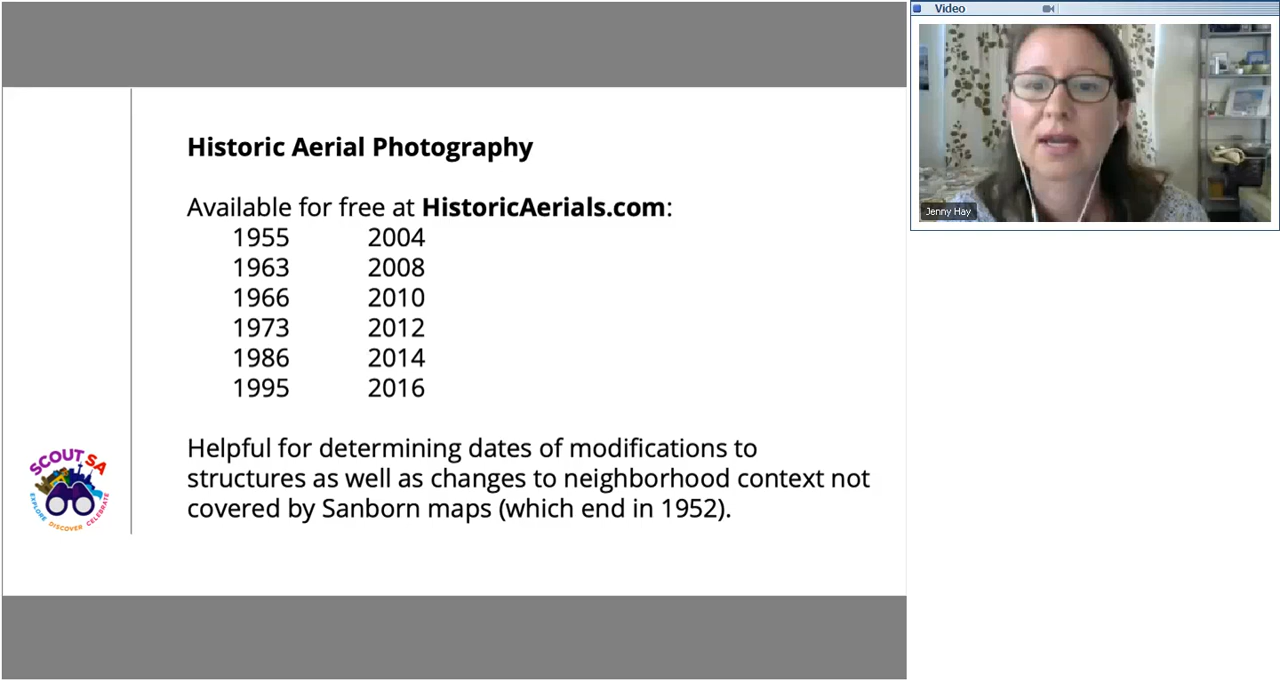 Video
Historic Aerial Photography
Available for free at HistoricAerials.com:
1955 2004
1963 2008
1966 2010
1973 2012
1986 2014
1995 2016
Helpful for determining dates of modifications to
structures as well as changes to neighborhood context not
covered by Sanborn maps (which end in 1952).
SCOUT SA
EXPLORE DISCOVER CELEBRATE
Jenny Hay